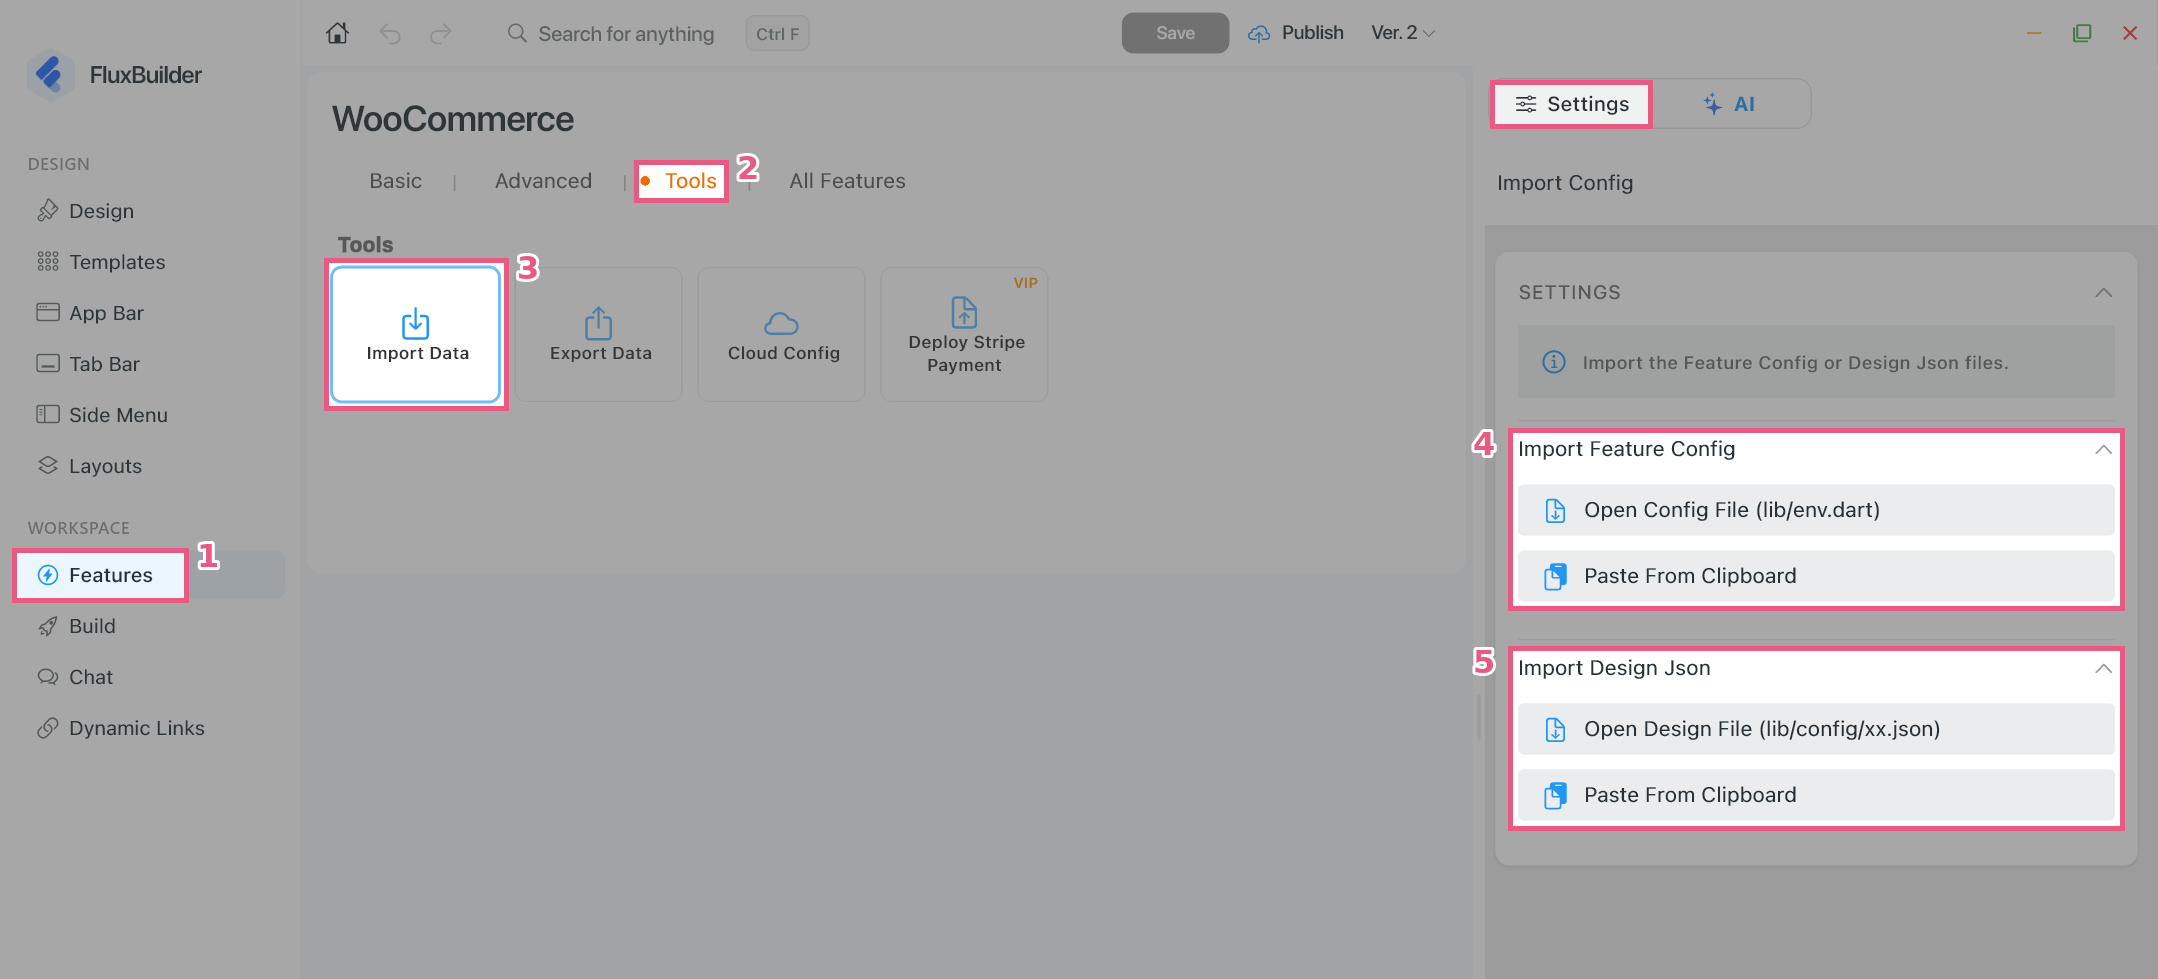 FluxBuilder
Search for anything
Ctrl F
Save
Publish
Ver. 2
DESIGN
Design
Templates
App Bar
Tab Bar
Side Menu
Layouts
WORKSPACE
Features
1
Build
Chat
Dynamic Links
WooCommerce
Basic | Advanced | Tools | All Features
2
Tools
3
Import Data
Export Data
Cloud Config
VIP
Deploy Stripe
Payment
Settings
AI
Import Config
SETTINGS
Import the Feature Config or Design Json files.
4
Import Feature Config
Open Config File (lib/env.dart)
Paste From Clipboard
5
Import Design Json
Open Design File (lib/config/xx.json)
Paste From Clipboard